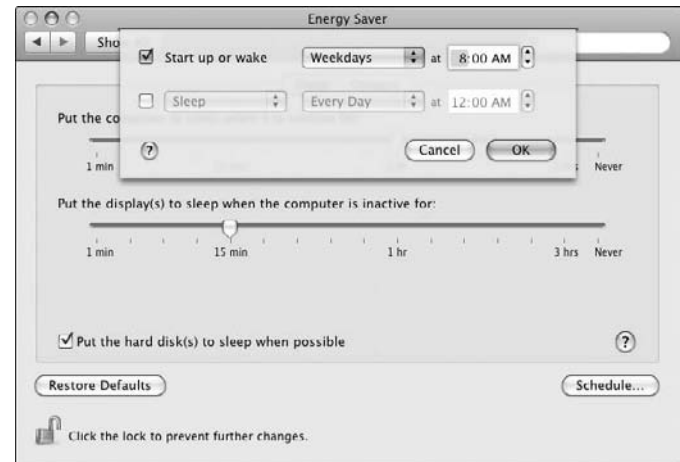 Energy Saver
Sho
Start up or wake Weekdays at 8:00 AM
Sleep Every Day at 12:00 AM
Put the co
? Cancel OK
1 min 3 hrs Never
Put the display(s) to sleep when the computer is inactive for:
1 min 15 min 1 hr 3 hrs Never
Put the hard disk(s) to sleep when possible ?
Restore Defaults Schedule...
Click the lock to prevent further changes.